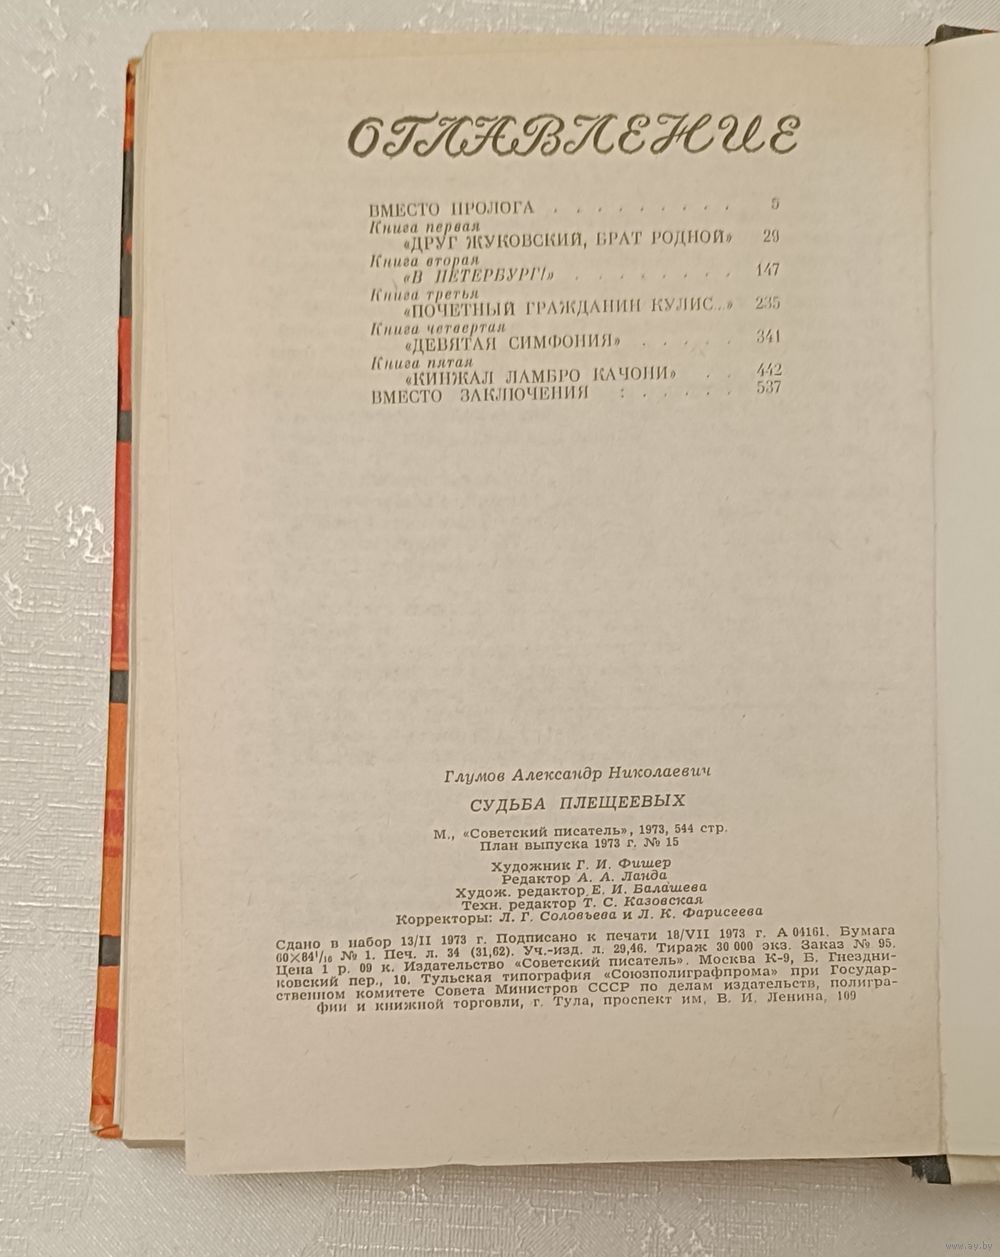 ОГЛАВЛЕНИЕ
ВМЕСТО ПРОЛОГА . . . . . . . . . 5
Книга первая
«ДРУГ ЖУКОВСКИЙ, БРАТ РОДНОЙ» 29
Книга вторая
«В ПЕТЕРБУРГ!» . . . . . . . . 147
Книга третья
«ПОЧЕТНЫЙ ГРАЖДАНИН КУЛИС...» 235
Книга четвертая
«ДЕВЯТАЯ СИМФОНИЯ» . . . . . 341
Книга пятая
«КИНЖАЛ ЛАМБРО КАЧОНИ» . . 442
ВМЕСТО ЗАКЛЮЧЕНИЯ : . . . . . 537
Глумов Александр Николаевич
СУДЬБА ПЛЕЩЕЕВЫХ
М., «Советский писатель», 1973, 544 стр.
План выпуска 1973 г. № 15
Художник Г. И. Фишер
Редактор А. А. Ланда
Худож. редактор Е. И. Балашева
Техн. редактор Т. С. Казовская
Корректоры: Л. Г. Соловьева и Л. К. Фарисеева
Сдано в набор 13/II 1973 г. Подписано к печати 18/VII 1973 г. А 04161. Бумага
60×84¹/₁₆ № 1. Печ. л. 34 (31,62). Уч.-изд. л. 29,46. Тираж 30 000 экз. Заказ № 95.
Цена 1 р. 09 к. Издательство «Советский писатель». Москва К-9, Б. Гнездни-
ковский пер., 10. Тульская типография «Союзполиграфпрома» при Государ-
ственном комитете Совета Министров СССР по делам издательств, полигра-
фии и книжной торговли, г. Тула, проспект им. В. И. Ленина, 109
www.ay.by